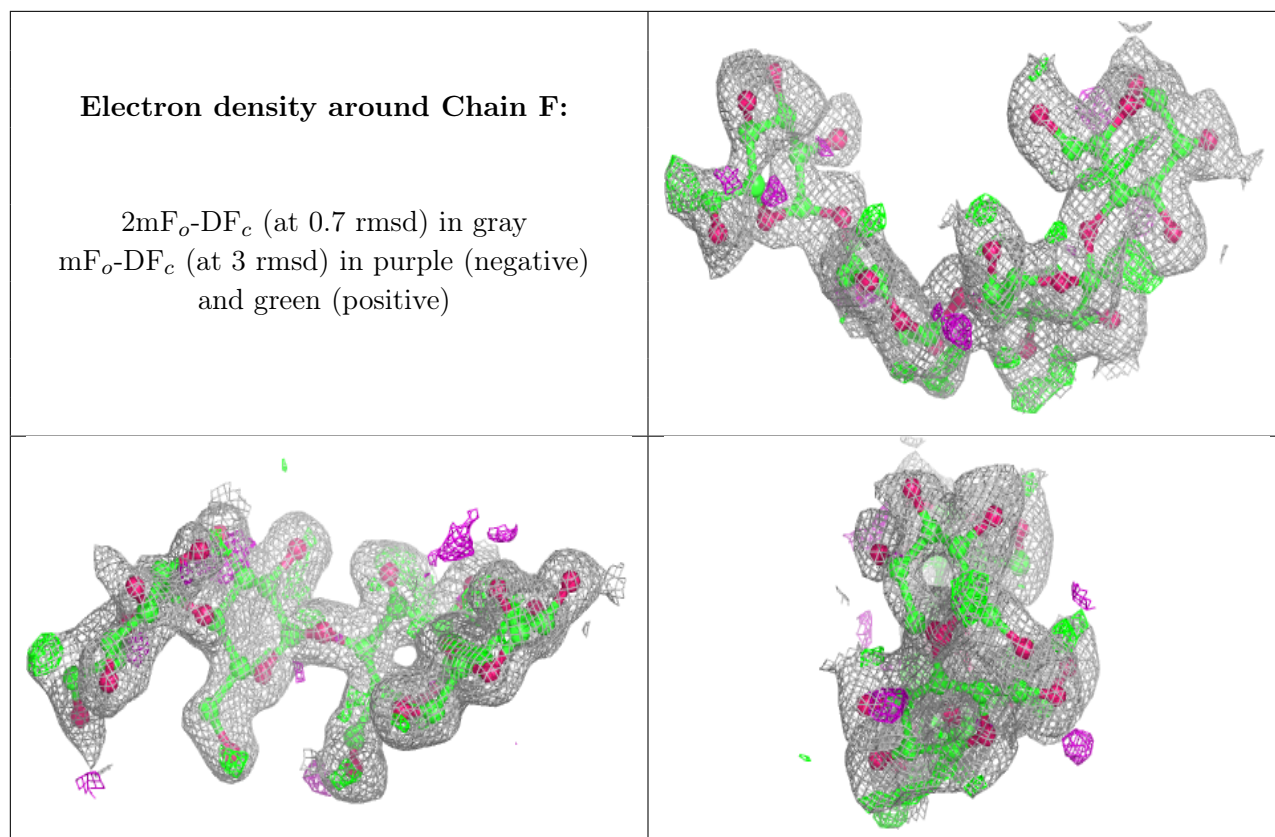 Electron density around Chain F:
2mFₒ-DF𝒸 (at 0.7 rmsd) in gray
mFₒ-DF𝒸 (at 3 rmsd) in purple (negative)
and green (positive)